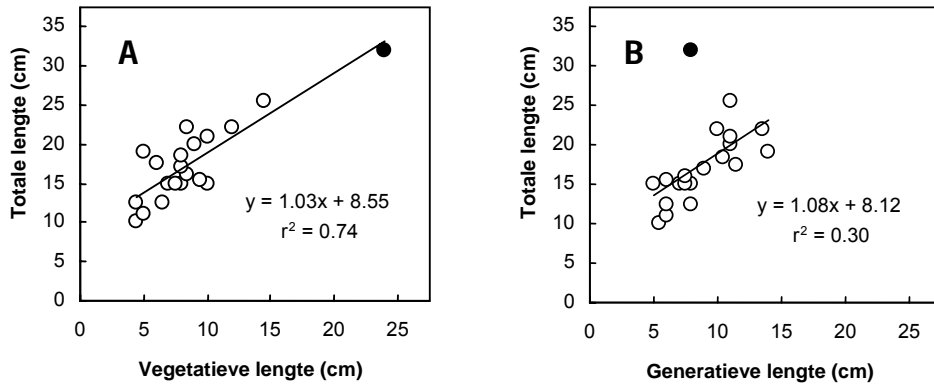 A
Totale lengte (cm)
35
30
25
20
15
10
5
0
y = 1.03x + 8.55
r² = 0.74
0 5 10 15 20 25
Vegetatieve lengte (cm)
B
Totale lengte (cm)
35
30
25
20
15
10
5
0
y = 1.08x + 8.12
r² = 0.30
0 5 10 15 20 25
Generatieve lengte (cm)